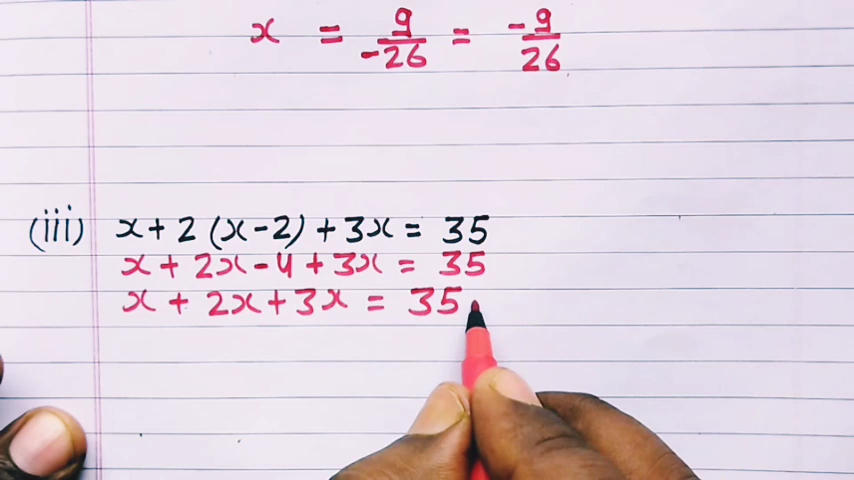 x = 9/-26 = -9/26
(iii) x + 2 (x - 2) + 3x = 35
x + 2x - 4 + 3x = 35
x + 2x + 3x = 35